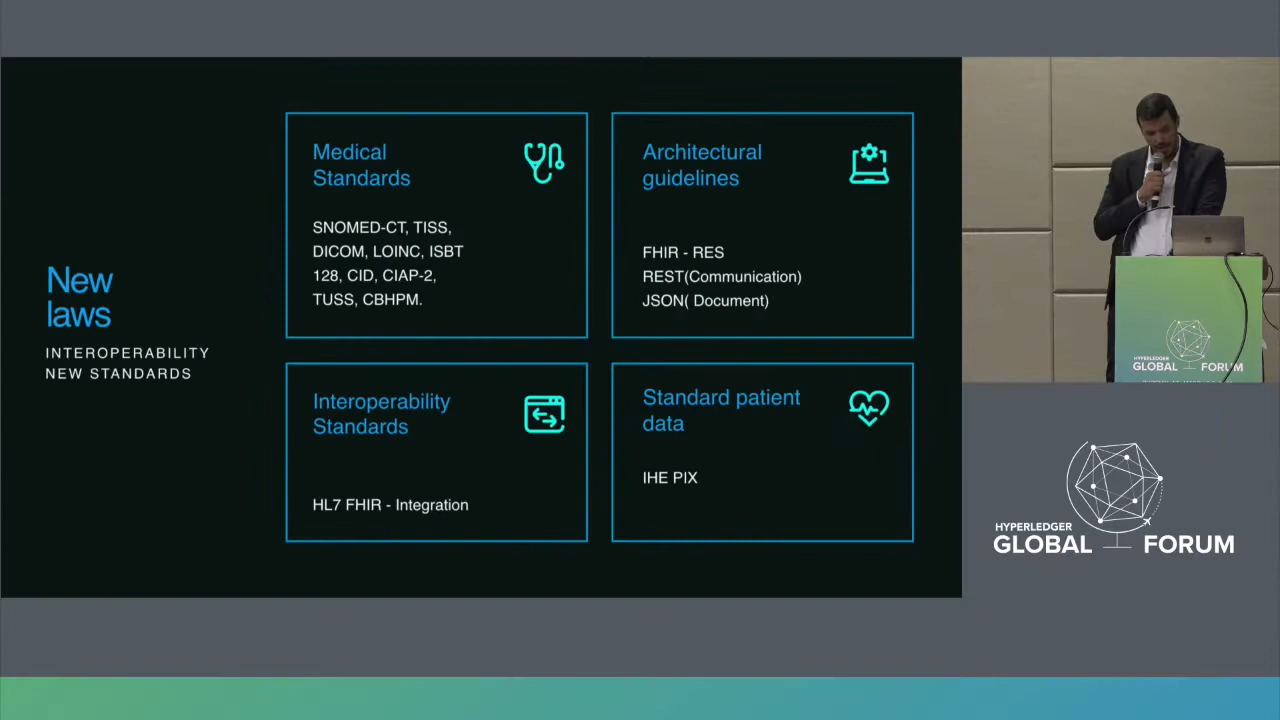 New
laws
INTEROPERABILITY
NEW STANDARDS
Medical
Standards
SNOMED-CT, TISS,
DICOM, LOINC, ISBT
128, CID, CIAP-2,
TUSS, CBHPM.
Architectural
guidelines
FHIR - RES
REST(Communication)
JSON( Document)
Interoperability
Standards
HL7 FHIR - Integration
Standard patient
data
IHE PIX
HYPERLEDGER
GLOBAL FORUM
HYPERLEDGER
GLOBAL FORUM